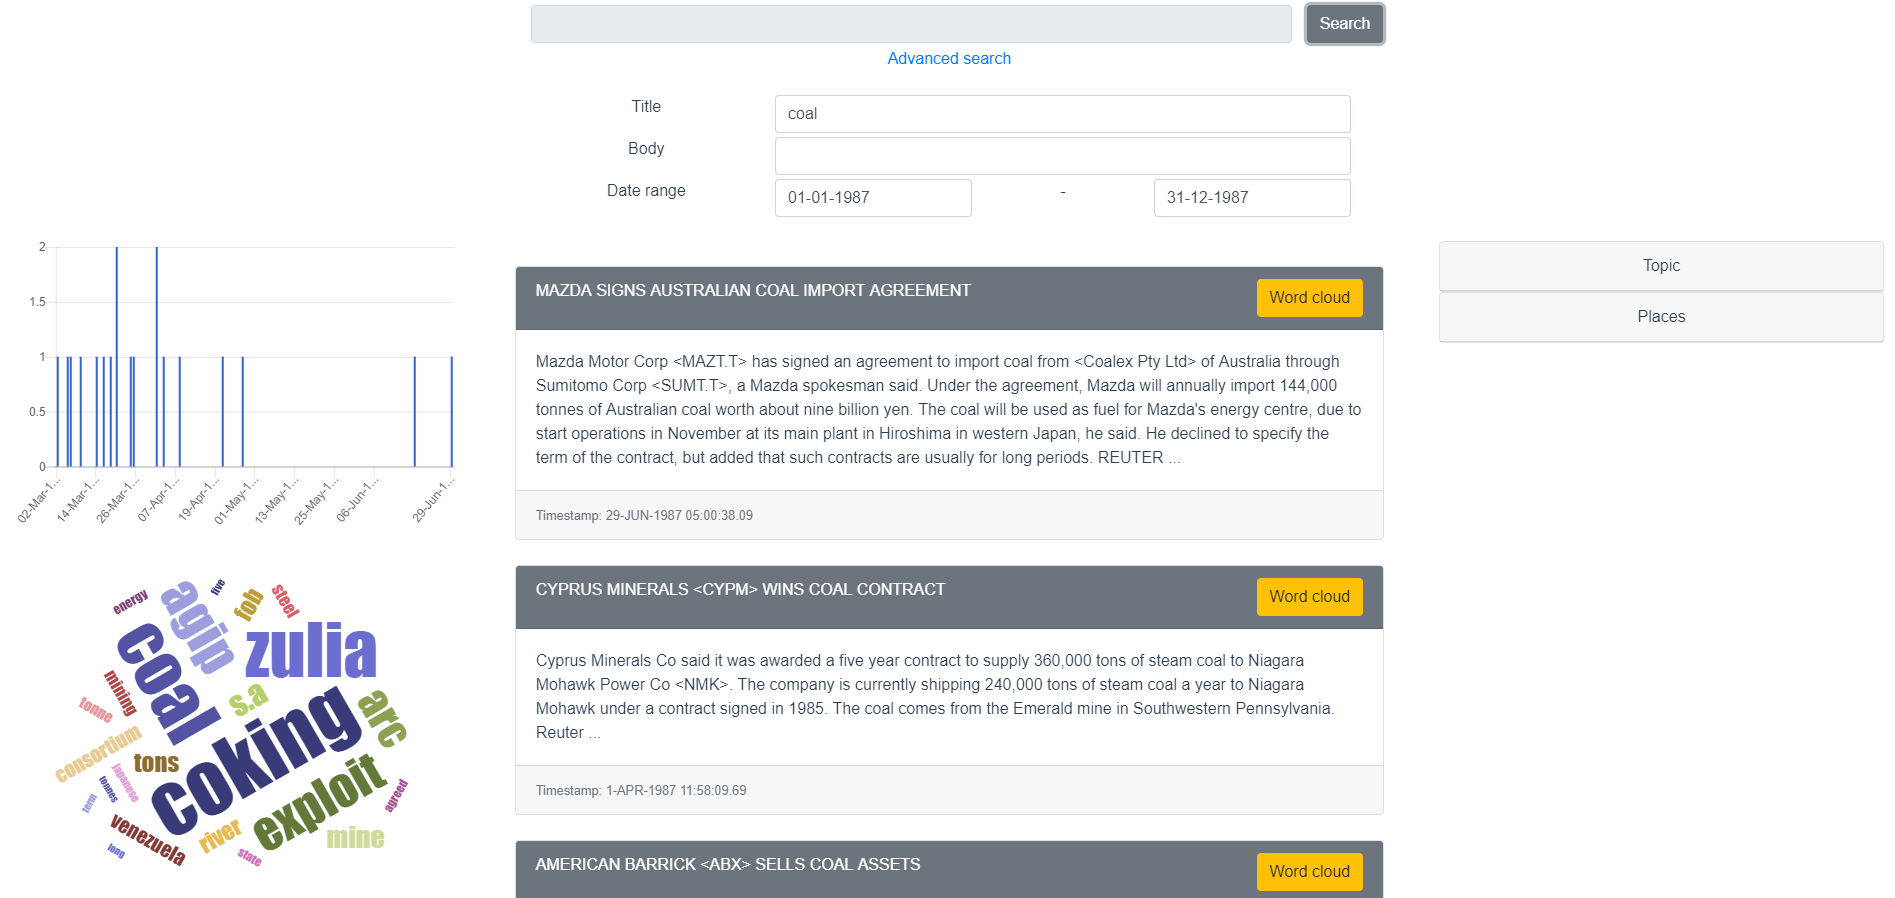 Search
Advanced search
Title
coal
Body
Date range
01-01-1987
-
31-12-1987
2
1.5
1
0.5
0
02-Mar-1...
14-Mar-1...
26-Mar-1...
07-Apr-1...
19-Apr-1...
01-May-1...
13-May-1...
25-May-1...
06-Jun-1...
29-Jun-1...
energy
agip
five
fob
steel
coal
zulia
mining
tonne
s.a
arc
consortium
tons
coking
japanese
tonnes
term
exploit
agreed
venezuela
river
mine
long
state
MAZDA SIGNS AUSTRALIAN COAL IMPORT AGREEMENT
Word cloud
Mazda Motor Corp <MAZT.T> has signed an agreement to import coal from <Coalex Pty Ltd> of Australia through
Sumitomo Corp <SUMT.T>, a Mazda spokesman said. Under the agreement, Mazda will annually import 144,000
tonnes of Australian coal worth about nine billion yen. The coal will be used as fuel for Mazda's energy centre, due to
start operations in November at its main plant in Hiroshima in western Japan, he said. He declined to specify the
term of the contract, but added that such contracts are usually for long periods. REUTER ...
Timestamp: 29-JUN-1987 05:00:38.09
CYPRUS MINERALS <CYPM> WINS COAL CONTRACT
Word cloud
Cyprus Minerals Co said it was awarded a five year contract to supply 360,000 tons of steam coal to Niagara
Mohawk Power Co <NMK>. The company is currently shipping 240,000 tons of steam coal a year to Niagara
Mohawk under a contract signed in 1985. The coal comes from the Emerald mine in Southwestern Pennsylvania.
Reuter ...
Timestamp: 1-APR-1987 11:58:09.69
AMERICAN BARRICK <ABX> SELLS COAL ASSETS
Word cloud
Topic
Places